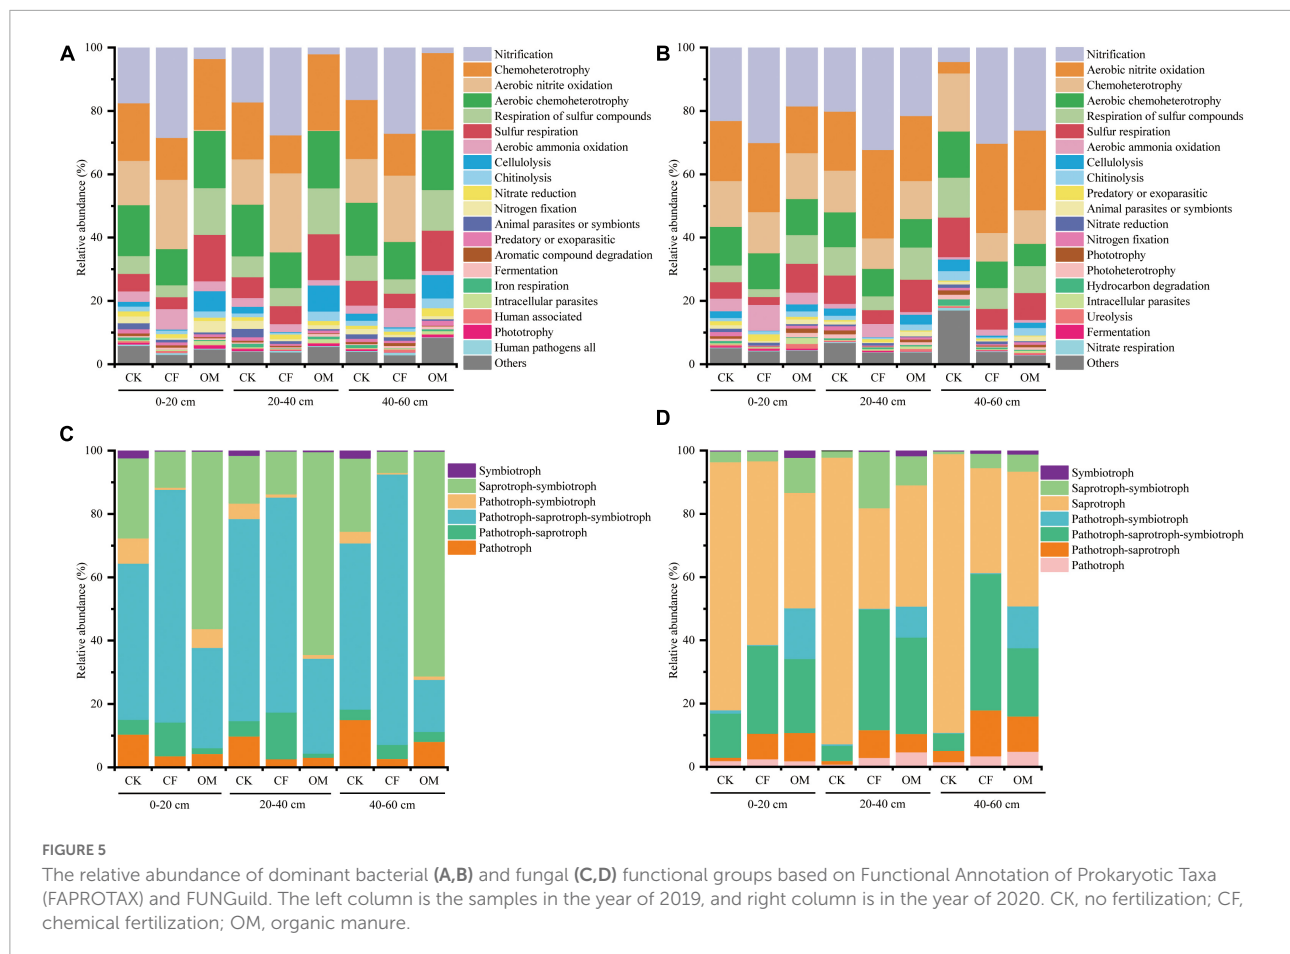 A
100
80
60
40
20
0
Relative abundance (%)
CK CF OM CK CF OM CK CF OM
0-20 cm 20-40 cm 40-60 cm
Nitrification
Chemoheterotrophy
Aerobic nitrite oxidation
Aerobic chemoheterotrophy
Respiration of sulfur compounds
Sulfur respiration
Aerobic ammonia oxidation
Cellulolysis
Chitinolysis
Nitrate reduction
Nitrogen fixation
Animal parasites or symbionts
Predatory or exoparasitic
Aromatic compound degradation
Fermentation
Iron respiration
Intracellular parasites
Human associated
Phototrophy
Human pathogens all
Others
B
100
80
60
40
20
0
Relative abundance (%)
CK CF OM CK CF OM CK CF OM
0-20 cm 20-40 cm 40-60 cm
Nitrification
Aerobic nitrite oxidation
Chemoheterotrophy
Aerobic chemoheterotrophy
Respiration of sulfur compounds
Sulfur respiration
Aerobic ammonia oxidation
Cellulolysis
Chitinolysis
Predatory or exoparasitic
Animal parasites or symbionts
Nitrate reduction
Nitrogen fixation
Phototrophy
Photoheterotrophy
Hydrocarbon degradation
Intracellular parasites
Ureolysis
Fermentation
Nitrate respiration
Others
C
100
80
60
40
20
0
Relative abundance (%)
CK CF OM CK CF OM CK CF OM
0-20 cm 20-40 cm 40-60 cm
Symbiotroph
Saprotroph-symbiotroph
Pathotroph-symbiotroph
Pathotroph-saprotroph-symbiotroph
Pathotroph-saprotroph
Pathotroph
D
100
80
60
40
20
0
Relative abundance (%)
CK CF OM CK CF OM CK CF OM
0-20 cm 20-40 cm 40-60 cm
Symbiotroph
Saprotroph-symbiotroph
Saprotroph
Pathotroph-symbiotroph
Pathotroph-saprotroph-symbiotroph
Pathotroph-saprotroph
Pathotroph
FIGURE 5
The relative abundance of dominant bacterial (A,B) and fungal (C,D) functional groups based on Functional Annotation of Prokaryotic Taxa
(FAPROTAX) and FUNGuild. The left column is the samples in the year of 2019, and right column is in the year of 2020. CK, no fertilization; CF,
chemical fertilization; OM, organic manure.